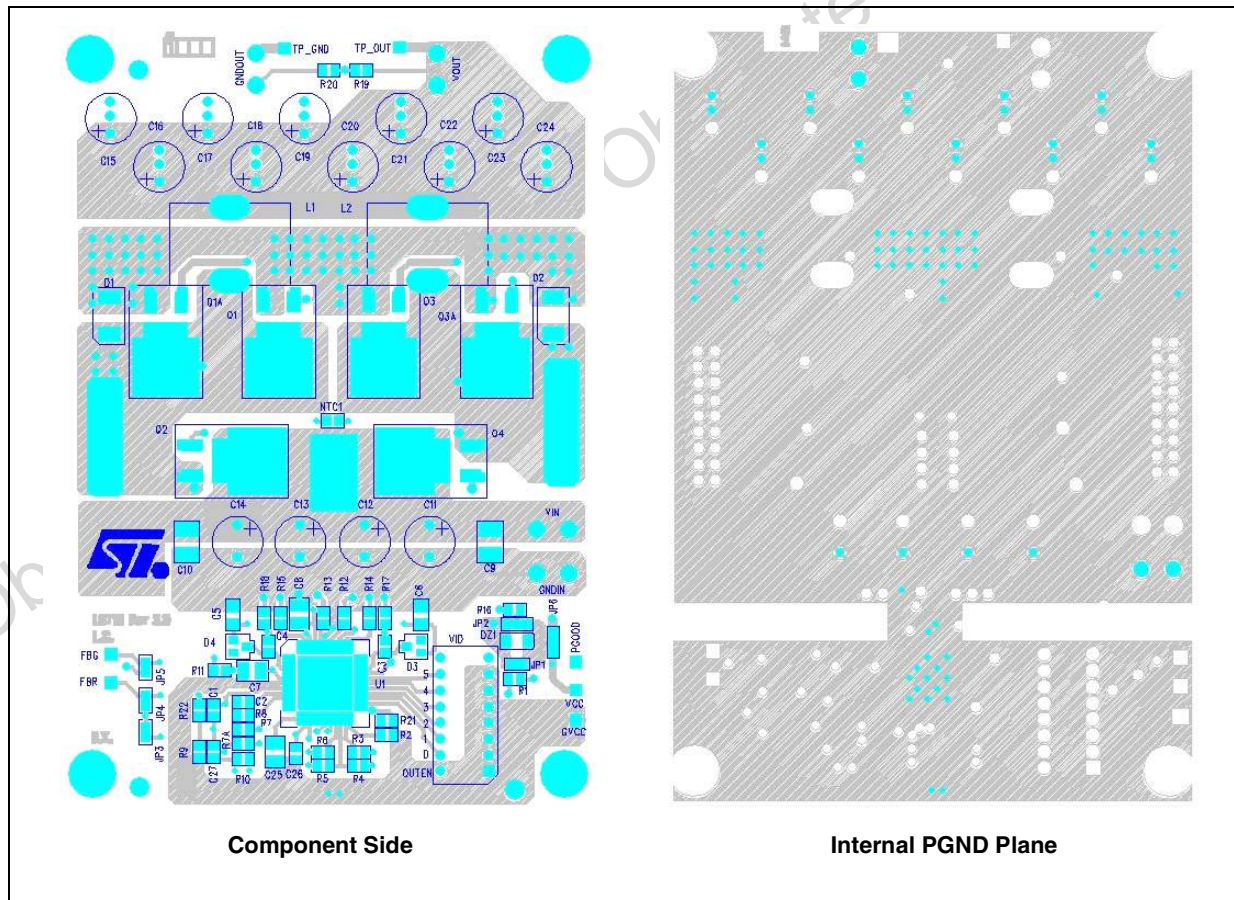 TP_GND
TP_OUT
GNDOUT
VOUT
R20
R19
C16
C18
C20
C22
C24
C15
C17
C19
C21
C23
L1
L2
D1
D2
Q1A
Q3
Q1
Q3A
NTC1
Q2
Q4
C14
C13
C12
C11
VIN
ST
C10
C9
GNDIN
R18
R15
C8
R13
R12
R14
R17
C6
C5
R16
JP6
JP2
C4
D4
VID
DZ1
PGOOD
FBG
JP5
R11
C3
D3
JP1
C7
U1
5
R1
FBR
4
VCC
C1
C2
3
JP4
R22
R8
R21
2
GVCC
R7
R2
1
R7A
JP3
R9
R6
R3
0
C27
R10
C25
C26
R5
R4
OUTEN
Component Side
Internal PGND Plane